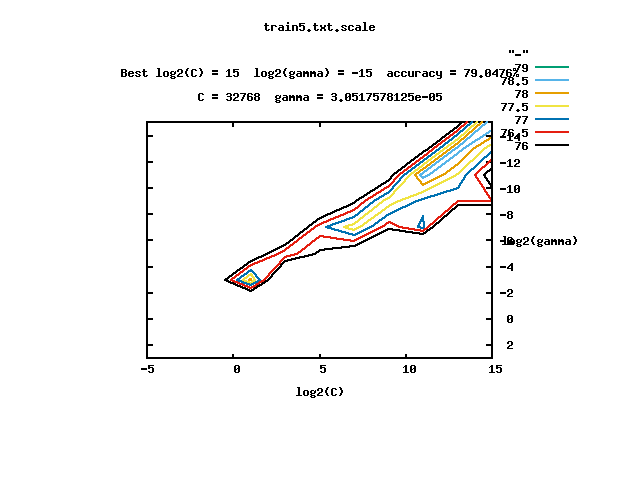 train5.txt.scale
"-"
79
Best log2(C) = 15 log2(gamma) = -15 accuracy = 79.0476%
78.5
78
C = 32768 gamma = 3.0517578125e-05
77.5
77
76.5
-14
76
-12
-10
-8
-6
log2(gamma)
-4
-2
0
2
-5 0 5 10 15
log2(C)